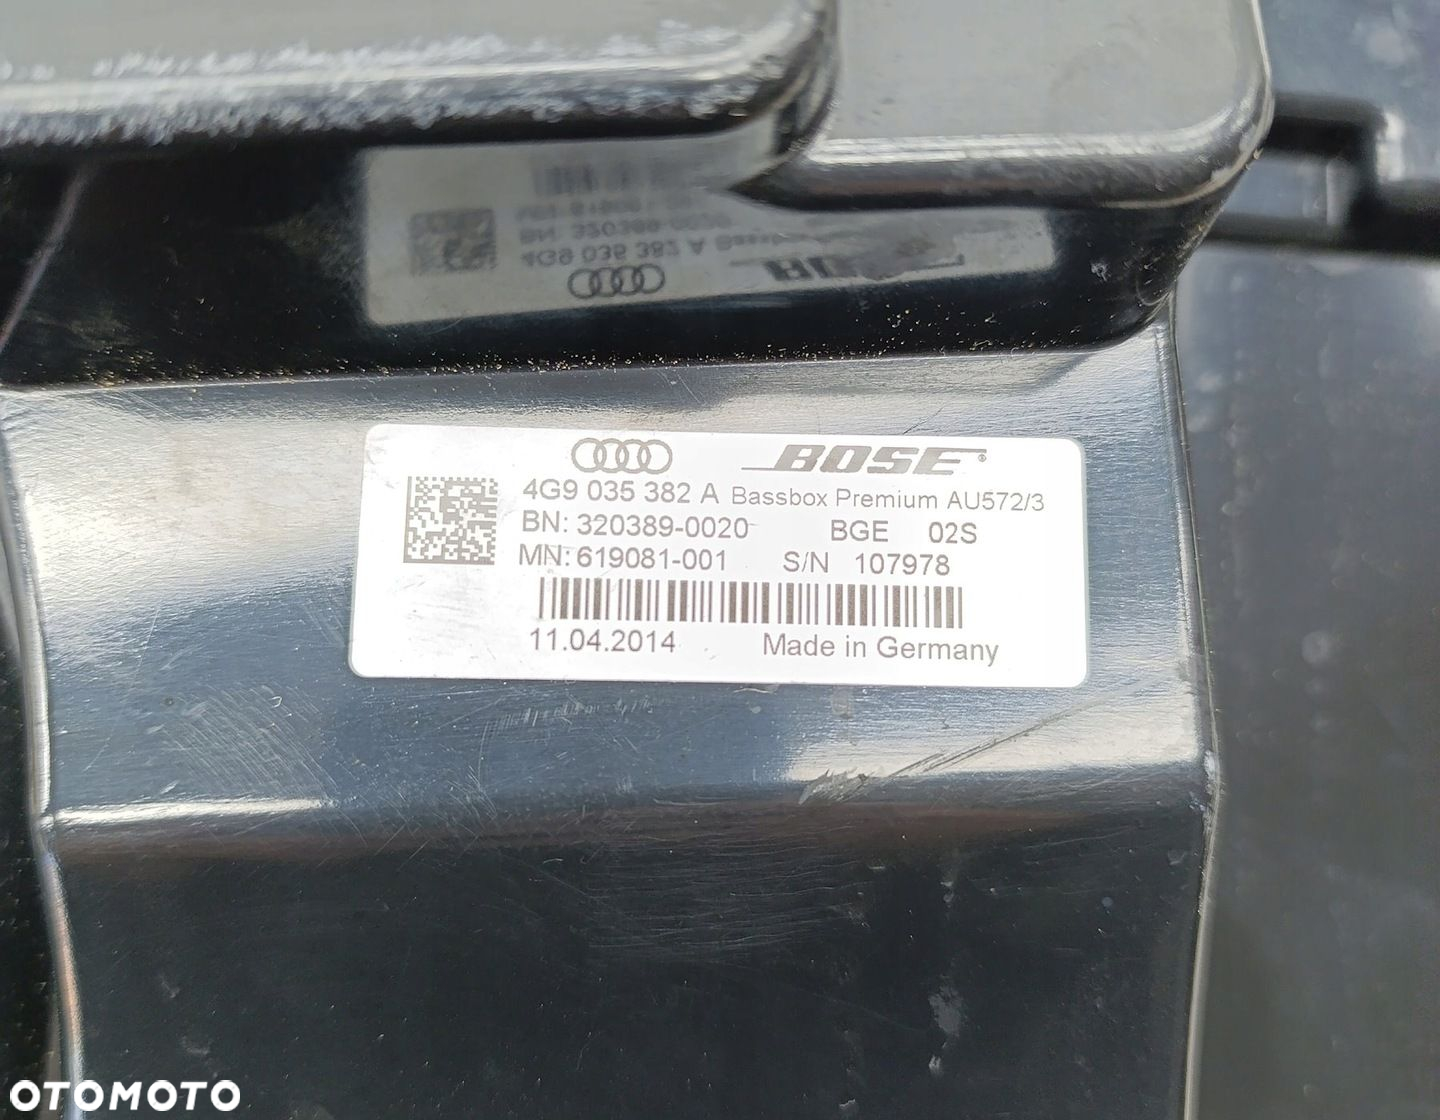 BOSE®
4G9 035 382 A Bassbox Premium AU572/3
BN: 320389-0020 BGE 02S
MN: 619081-001 S/N 107978
11.04.2014 Made in Germany
OTOMOTO